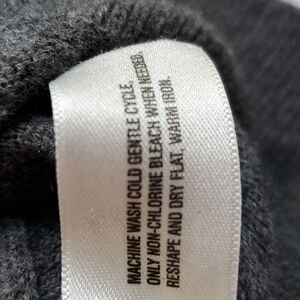 MACHINE WASH COLD GENTLE CYCLE,
ONLY NON-CHLORINE BLEACH WHEN NEEDED.
RESHAPE AND DRY FLAT, WARM IRON.